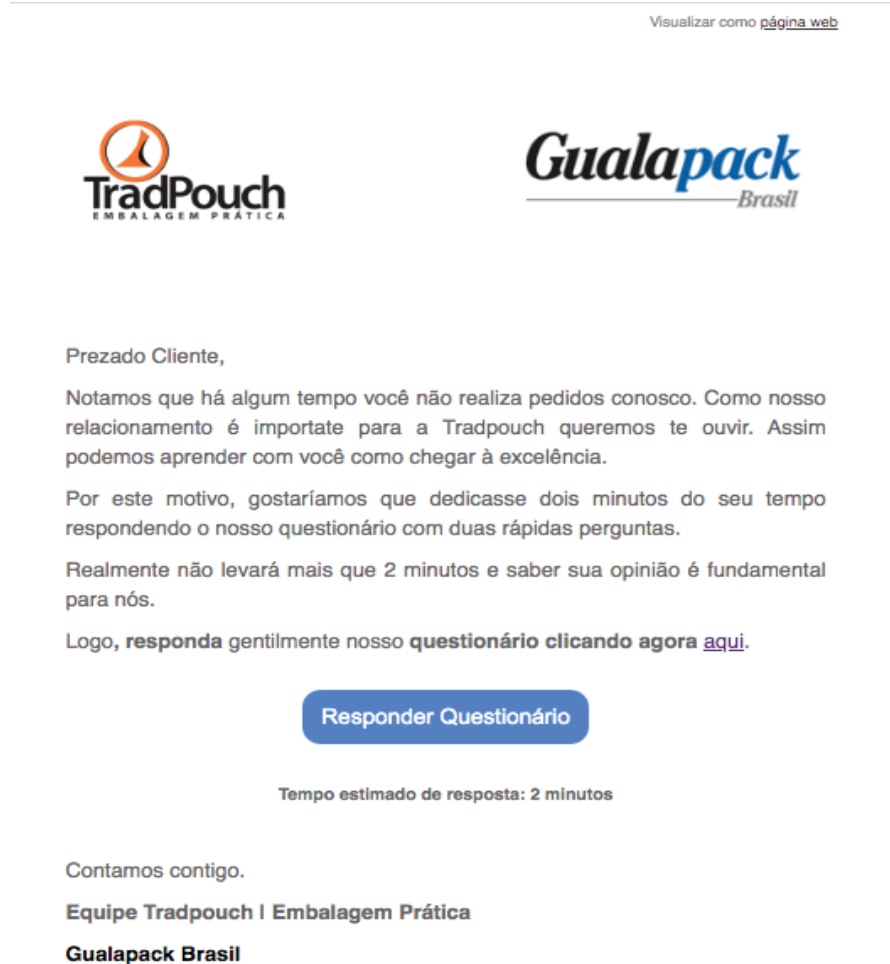 Visualizar como página web
TradPouch
EMBALAGEM PRÁTICA
Gualapack
Brasil
Prezado Cliente,
Notamos que há algum tempo você não realiza pedidos conosco. Como nosso
relacionamento é importate para a Tradpouch queremos te ouvir. Assim
podemos aprender com você como chegar à excelência.
Por este motivo, gostaríamos que dedicasse dois minutos do seu tempo
respondendo o nosso questionário com duas rápidas perguntas.
Realmente não levará mais que 2 minutos e saber sua opinião é fundamental
para nós.
Logo, responda gentilmente nosso questionário clicando agora aqui.
Responder Questionário
Tempo estimado de resposta: 2 minutos
Contamos contigo.
Equipe Tradpouch | Embalagem Prática
Gualapack Brasil